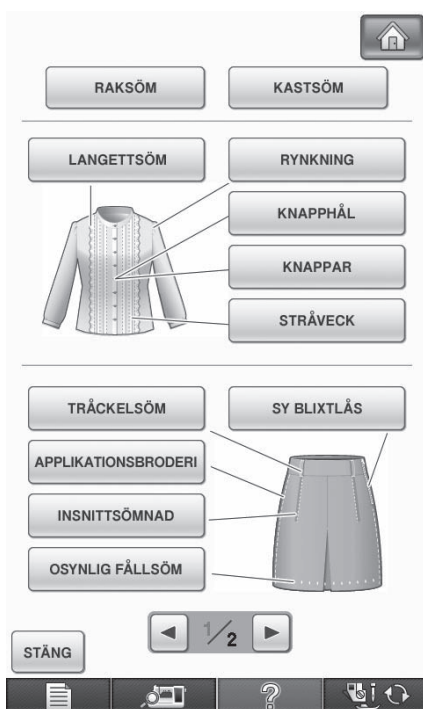 RAKSÖM KASTSÖM
LANGETTSÖM RYNKNING
KNAPPHÅL
KNAPPAR
STRÅVECK
TRÅCKELSÖM SY BLIXTLÅS
APPLIKATIONSBRODERI
INSNITTSÖMNAD
OSYNLIG FÅLLSÖM
1/2
STÄNG
?